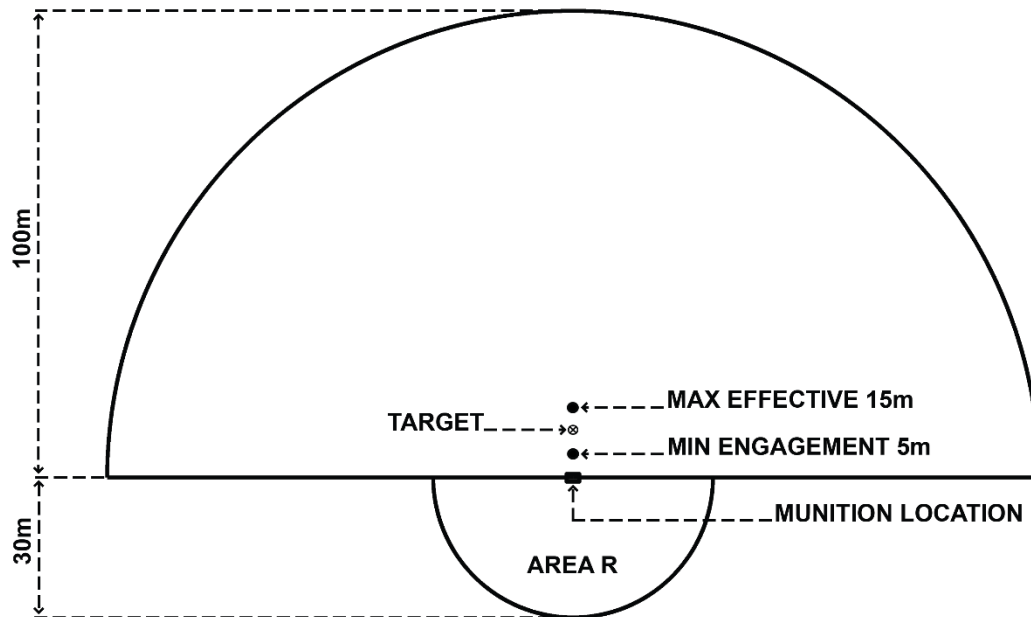 100m
MAX EFFECTIVE 15m
TARGET
MIN ENGAGEMENT 5m
MUNITION LOCATION
30m
AREA R